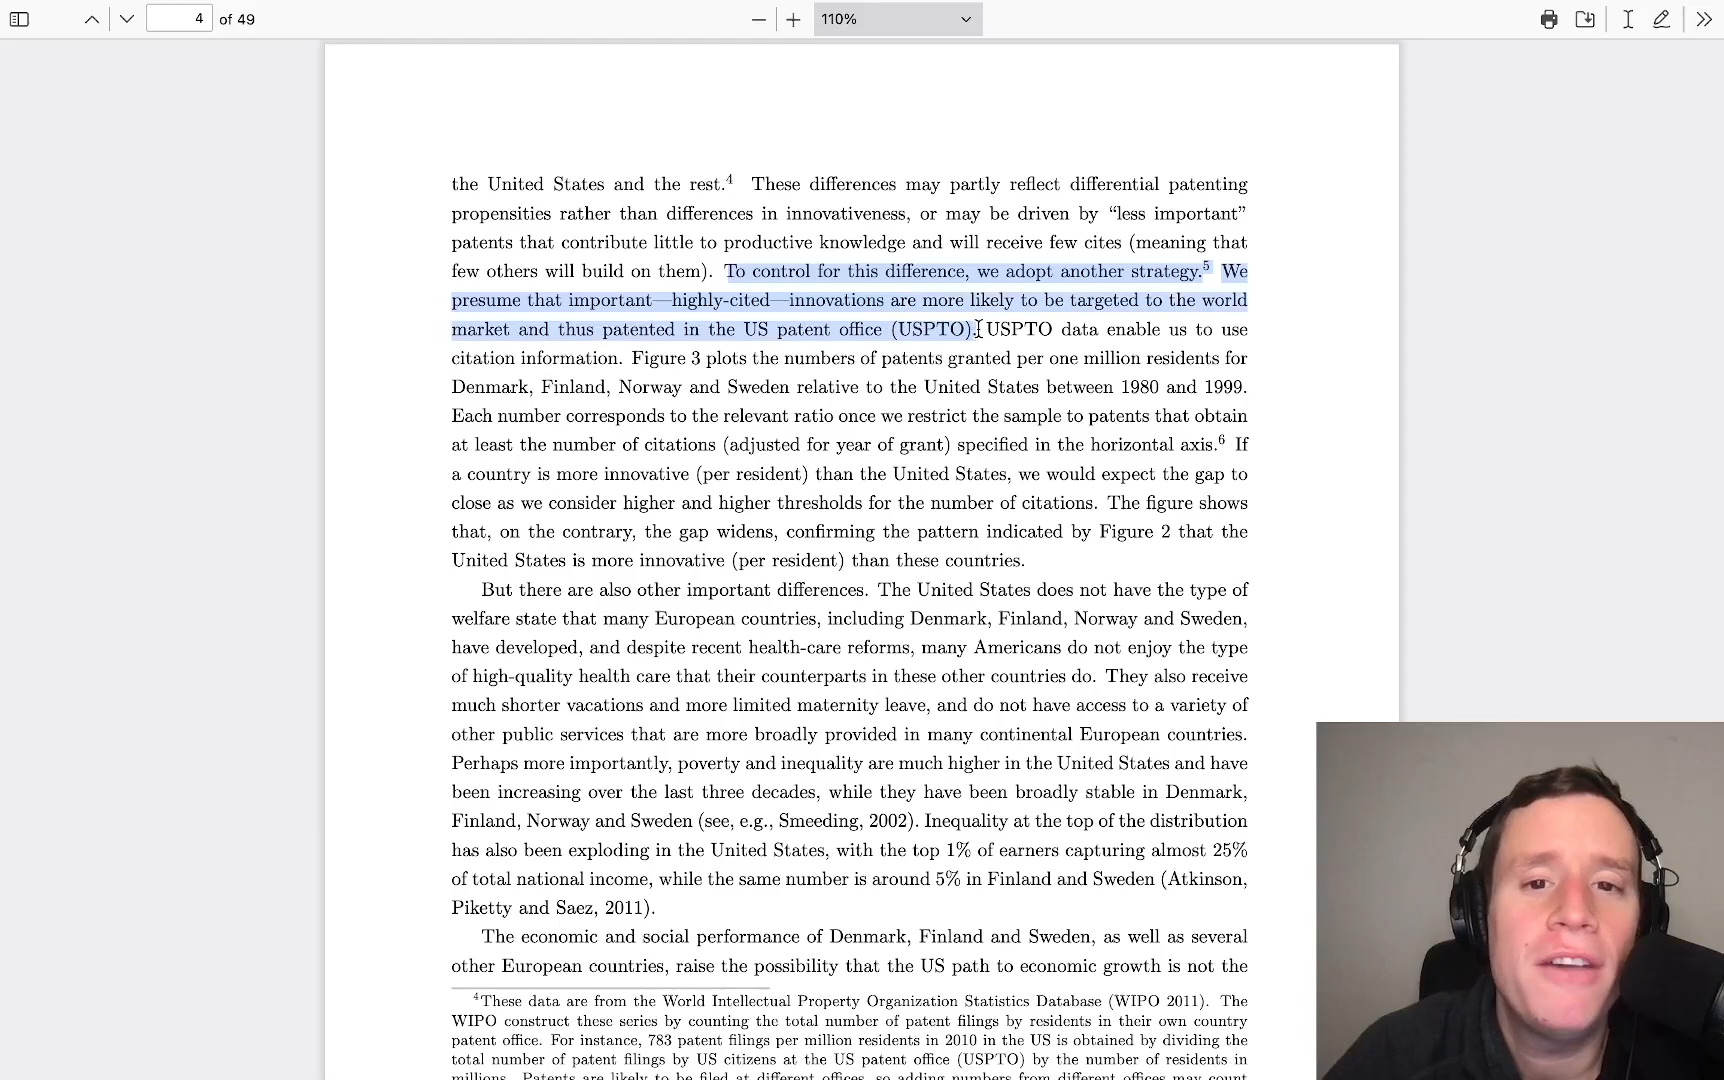 4 of 49
110%
the United States and the rest.4 These differences may partly reflect differential patenting
propensities rather than differences in innovativeness, or may be driven by “less important”
patents that contribute little to productive knowledge and will receive few cites (meaning that
few others will build on them). To control for this difference, we adopt another strategy.5 We
presume that important—highly-cited—innovations are more likely to be targeted to the world
market and thus patented in the US patent office (USPTO). USPTO data enable us to use
citation information. Figure 3 plots the numbers of patents granted per one million residents for
Denmark, Finland, Norway and Sweden relative to the United States between 1980 and 1999.
Each number corresponds to the relevant ratio once we restrict the sample to patents that obtain
at least the number of citations (adjusted for year of grant) specified in the horizontal axis.6 If
a country is more innovative (per resident) than the United States, we would expect the gap to
close as we consider higher and higher thresholds for the number of citations. The figure shows
that, on the contrary, the gap widens, confirming the pattern indicated by Figure 2 that the
United States is more innovative (per resident) than these countries.
But there are also other important differences. The United States does not have the type of
welfare state that many European countries, including Denmark, Finland, Norway and Sweden,
have developed, and despite recent health-care reforms, many Americans do not enjoy the type
of high-quality health care that their counterparts in these other countries do. They also receive
much shorter vacations and more limited maternity leave, and do not have access to a variety of
other public services that are more broadly provided in many continental European countries.
Perhaps more importantly, poverty and inequality are much higher in the United States and have
been increasing over the last three decades, while they have been broadly stable in Denmark,
Finland, Norway and Sweden (see, e.g., Smeeding, 2002). Inequality at the top of the distribution
has also been exploding in the United States, with the top 1% of earners capturing almost 25%
of total national income, while the same number is around 5% in Finland and Sweden (Atkinson,
Piketty and Saez, 2011).
The economic and social performance of Denmark, Finland and Sweden, as well as several
other European countries, raise the possibility that the US path to economic growth is not the
4These data are from the World Intellectual Property Organization Statistics Database (WIPO 2011). The
WIPO construct these series by counting the total number of patent filings by residents in their own country
patent office. For instance, 783 patent filings per million residents in 2010 in the US is obtained by dividing the
total number of patent filings by US citizens at the US patent office (USPTO) by the number of residents in
millions. Patents are likely to be filed at different offices, so adding numbers from different offices may count